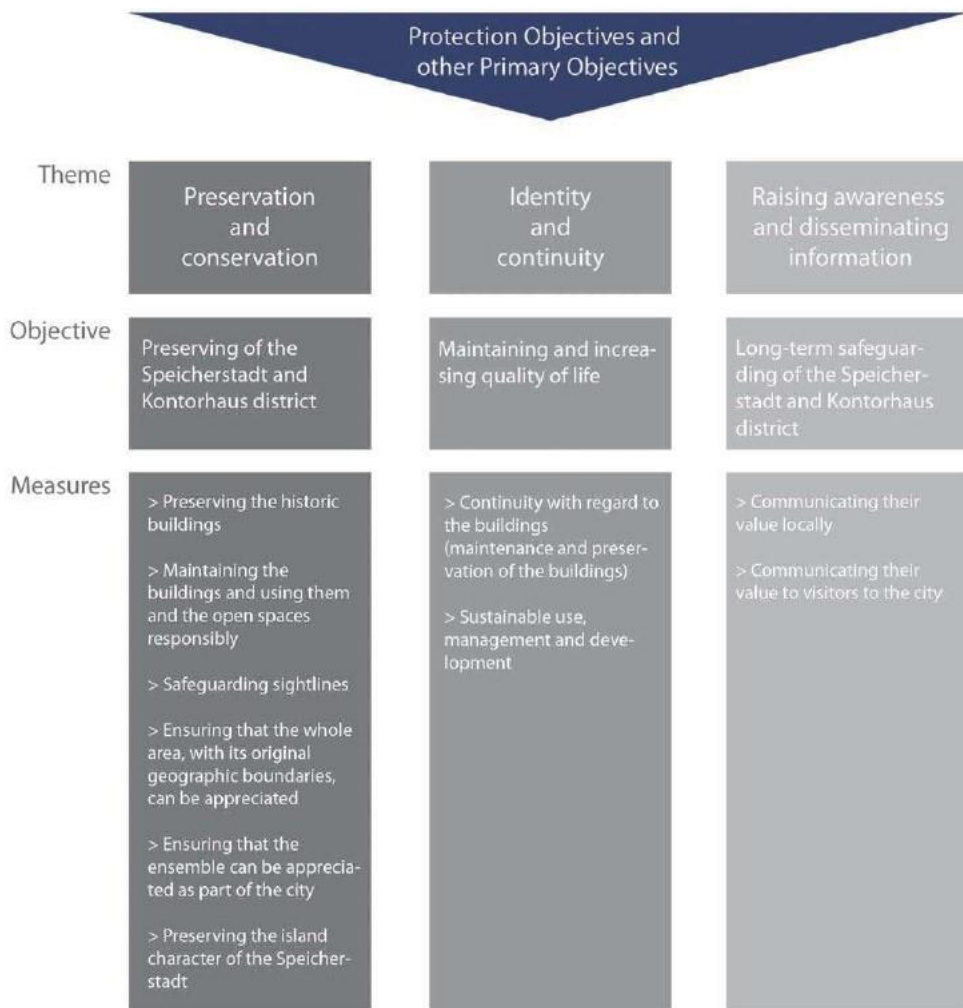 Protection Objectives and
other Primary Objectives
Theme
Preservation
and
conservation
Identity
and
continuity
Raising awareness
and disseminating
information
Objective
Preserving of the
Speicherstadt and
Kontorhaus district
Maintaining and increa-
sing quality of life
Long-term safeguar-
ding of the Speicher-
stadt and Kontorhaus
district
Measures
> Preserving the historic
buildings
> Maintaining the
buildings and using them
and the open spaces
responsibly
> Safeguarding sightlines
> Ensuring that the whole
area, with its original
geographic boundaries,
can be appreciated
> Ensuring that the
ensemble can be apprecia-
ted as part of the city
> Preserving the island
character of the Speicher-
stadt
> Continuity with regard to
the buildings
(maintenance and preser-
vation of the buildings)
> Sustainable use,
management and deve-
lopment
> Communicating their
value locally
> Communicating their
value to visitors to the city